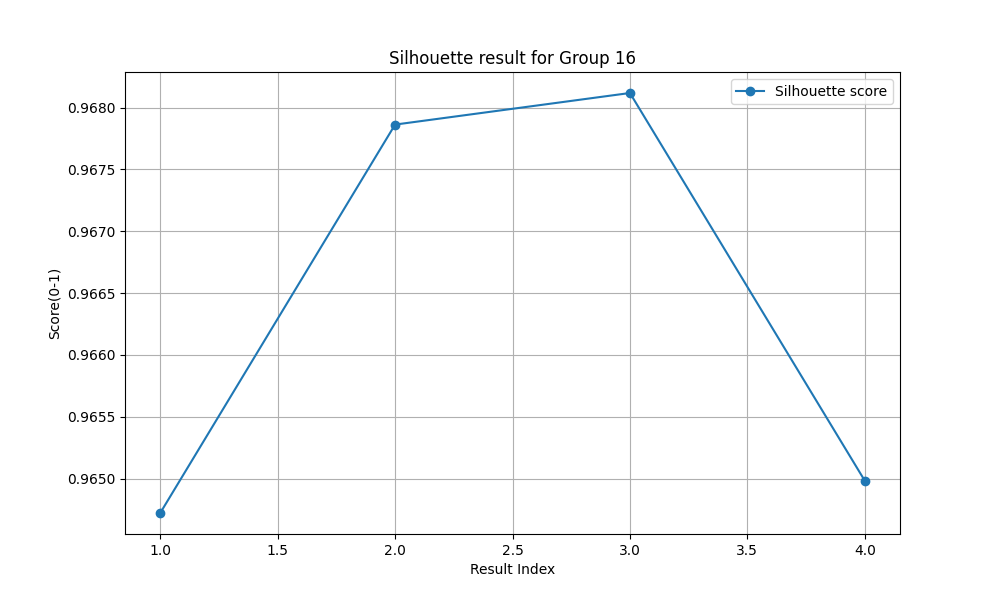 Silhouette result for Group 16
Silhouette score
0.9680
0.9675
0.9670
0.9665
0.9660
0.9655
0.9650
Score(0-1)
1.0 1.5 2.0 2.5 3.0 3.5 4.0
Result Index